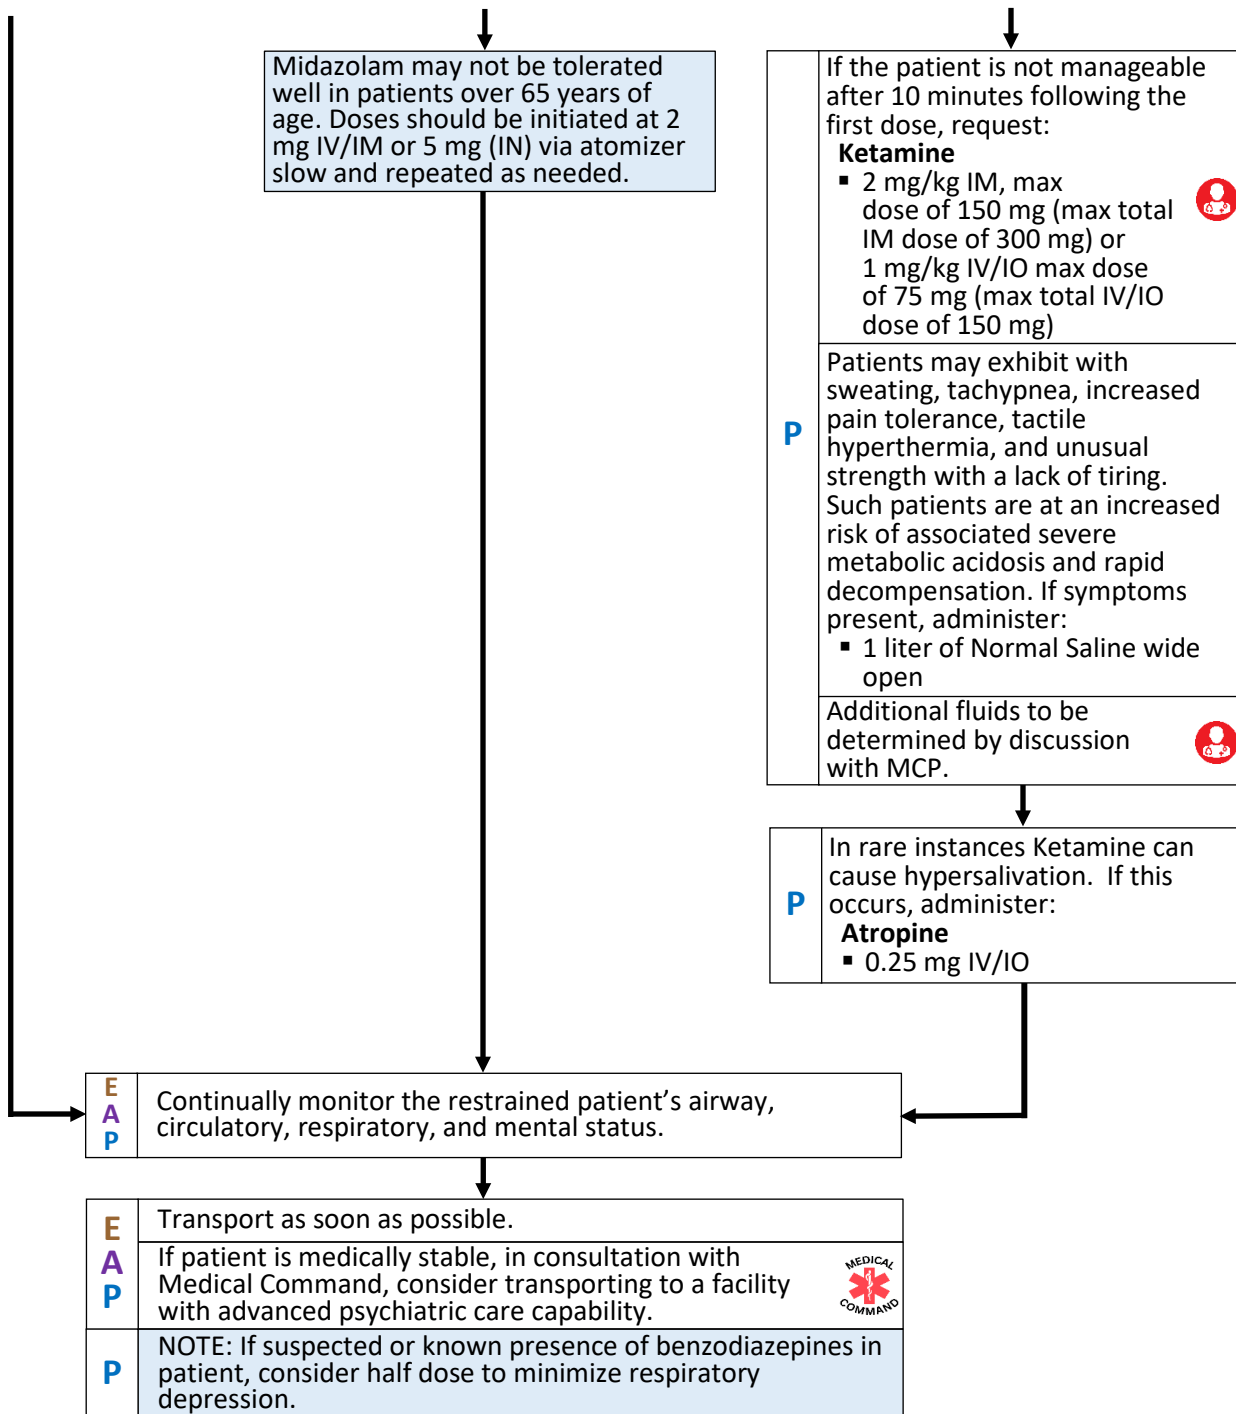 Midazolam may not be tolerated
well in patients over 65 years of
age. Doses should be initiated at 2
mg IV/IM or 5 mg (IN) via atomizer
slow and repeated as needed.
P
If the patient is not manageable
after 10 minutes following the
first dose, request:
Ketamine
▪ 2 mg/kg IM, max
dose of 150 mg (max total
IM dose of 300 mg) or
1 mg/kg IV/IO max dose
of 75 mg (max total IV/IO
dose of 150 mg)
Patients may exhibit with
sweating, tachypnea, increased
pain tolerance, tactile
hyperthermia, and unusual
strength with a lack of tiring.
Such patients are at an increased
risk of associated severe
metabolic acidosis and rapid
decompensation. If symptoms
present, administer:
▪ 1 liter of Normal Saline wide
open
Additional fluids to be
determined by discussion
with MCP.
P
In rare instances Ketamine can
cause hypersalivation.  If this
occurs, administer:
Atropine
▪ 0.25 mg IV/IO
E
A
P
Continually monitor the restrained patient’s airway,
circulatory, respiratory, and mental status.
E
A
P
Transport as soon as possible.
If patient is medically stable, in consultation with
Medical Command, consider transporting to a facility
with advanced psychiatric care capability.
MEDICAL
COMMAND
P
NOTE: If suspected or known presence of benzodiazepines in
patient, consider half dose to minimize respiratory
depression.